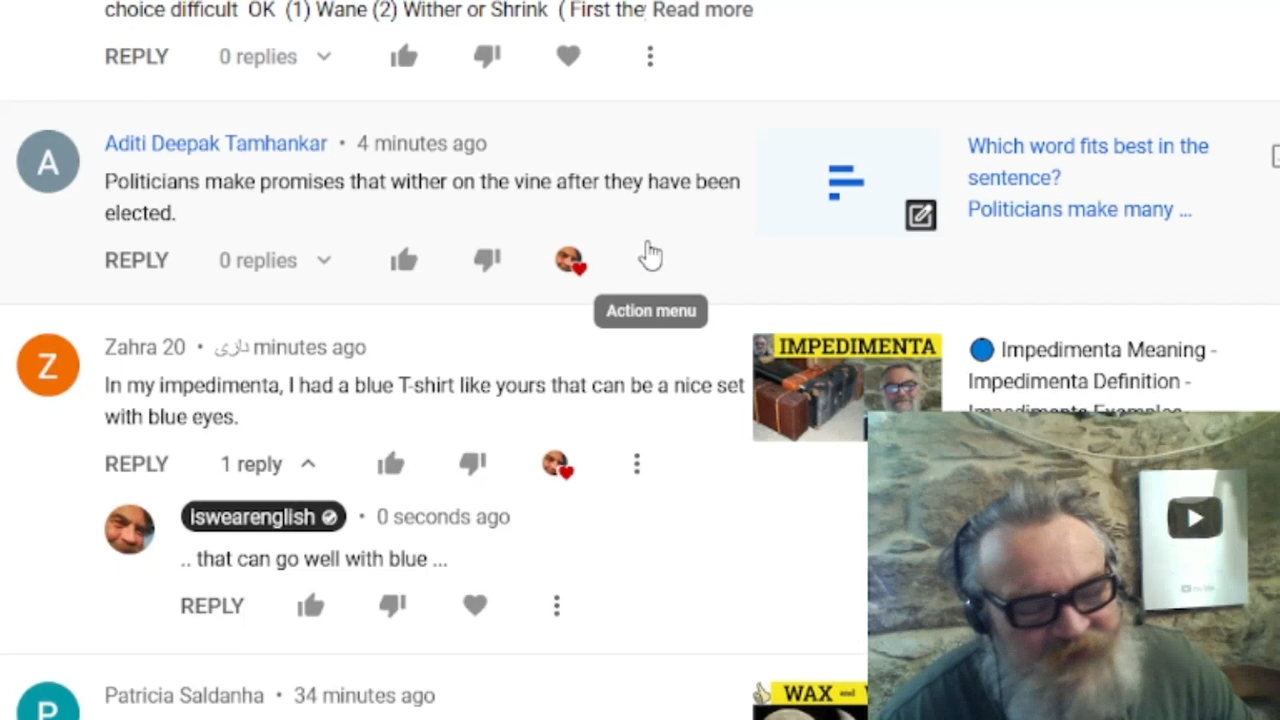 choice difficult OK (1) Wane (2) Wither or Shrink ( First the Read more
REPLY 0 replies
Aditi Deepak Tamhankar • 4 minutes ago
Politicians make promises that wither on the vine after they have been
elected.
REPLY 0 replies
Which word fits best in the
sentence?
Politicians make many ...
A
Action menu
Zahra 20 • دازی minutes ago
In my impedimenta, I had a blue T-shirt like yours that can be a nice set
with blue eyes.
REPLY 1 reply
Z
IMPEDIMENTA
🔵 Impedimenta Meaning -
Impedimenta Definition -
Impedimenta Examples
Iswearenglish • 0 seconds ago
.. that can go well with blue ...
REPLY
Patricia Saldanha • 34 minutes ago
P
WAX and